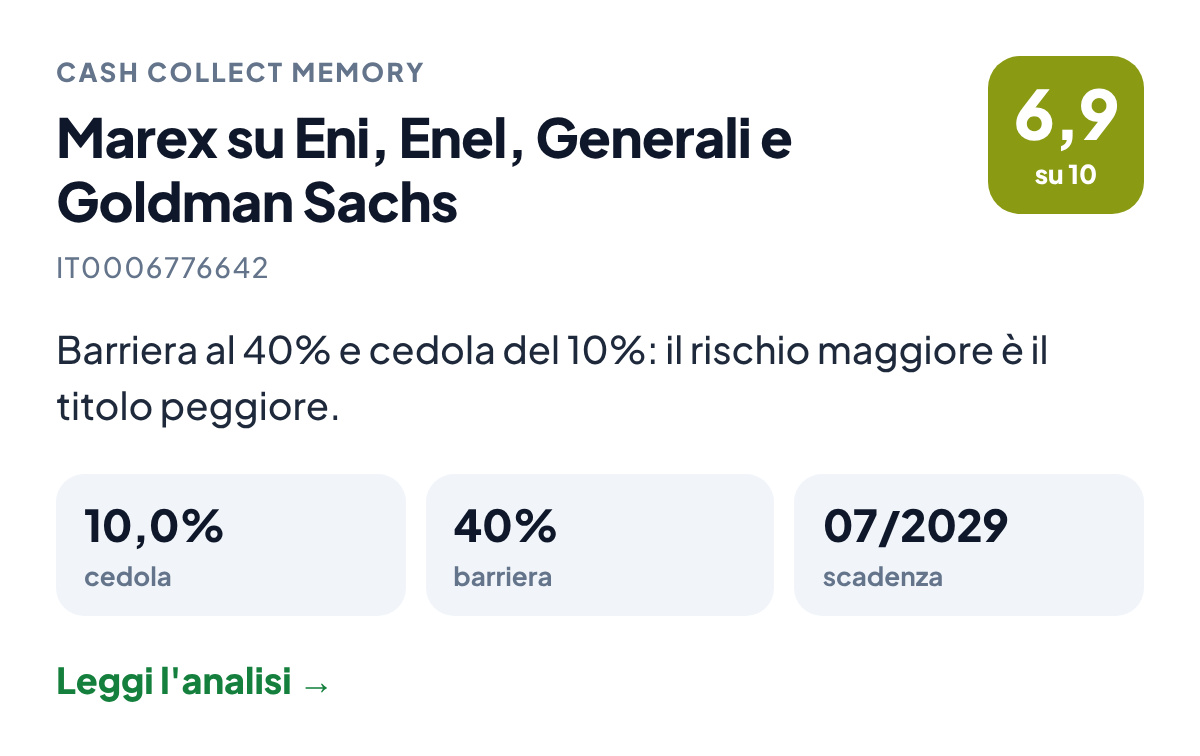 CASH COLLECT MEMORY
Marex su Eni, Enel, Generali e
Goldman Sachs
IT0006776642
6,9
su 10
Barriera al 40% e cedola del 10%: il rischio maggiore è il
titolo peggiore.
10,0%
cedola
40%
barriera
07/2029
scadenza
Leggi l'analisi →